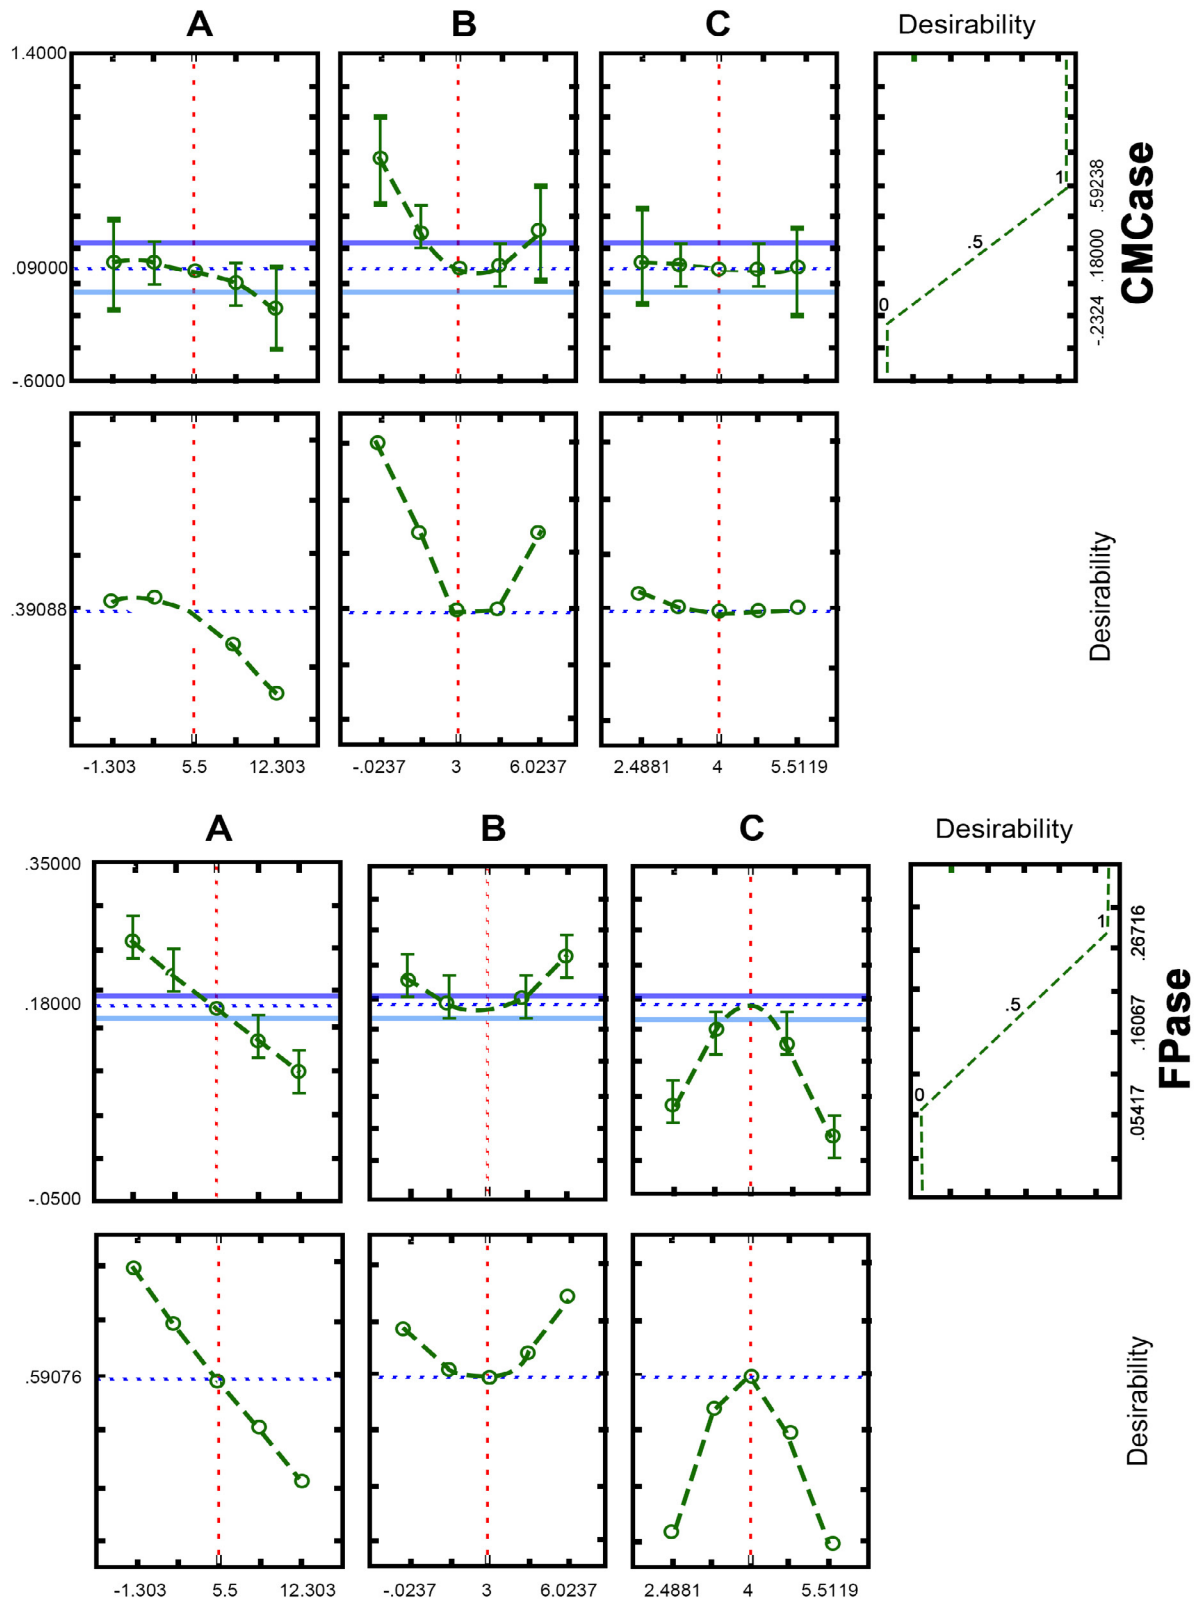 A B C Desirability
1.4000
.09000
-.6000
1
.5
0
-.2324 .18000 .59238
CMCase
.39088
Desirability
-1.303 5.5 12.303 -.0237 3 6.0237 2.4881 4 5.5119
A B C Desirability
.35000
.18000
-.0500
1
.5
0
.05417 .16067 .26716
FPase
.59076
Desirability
-1.303 5.5 12.303 -.0237 3 6.0237 2.4881 4 5.5119